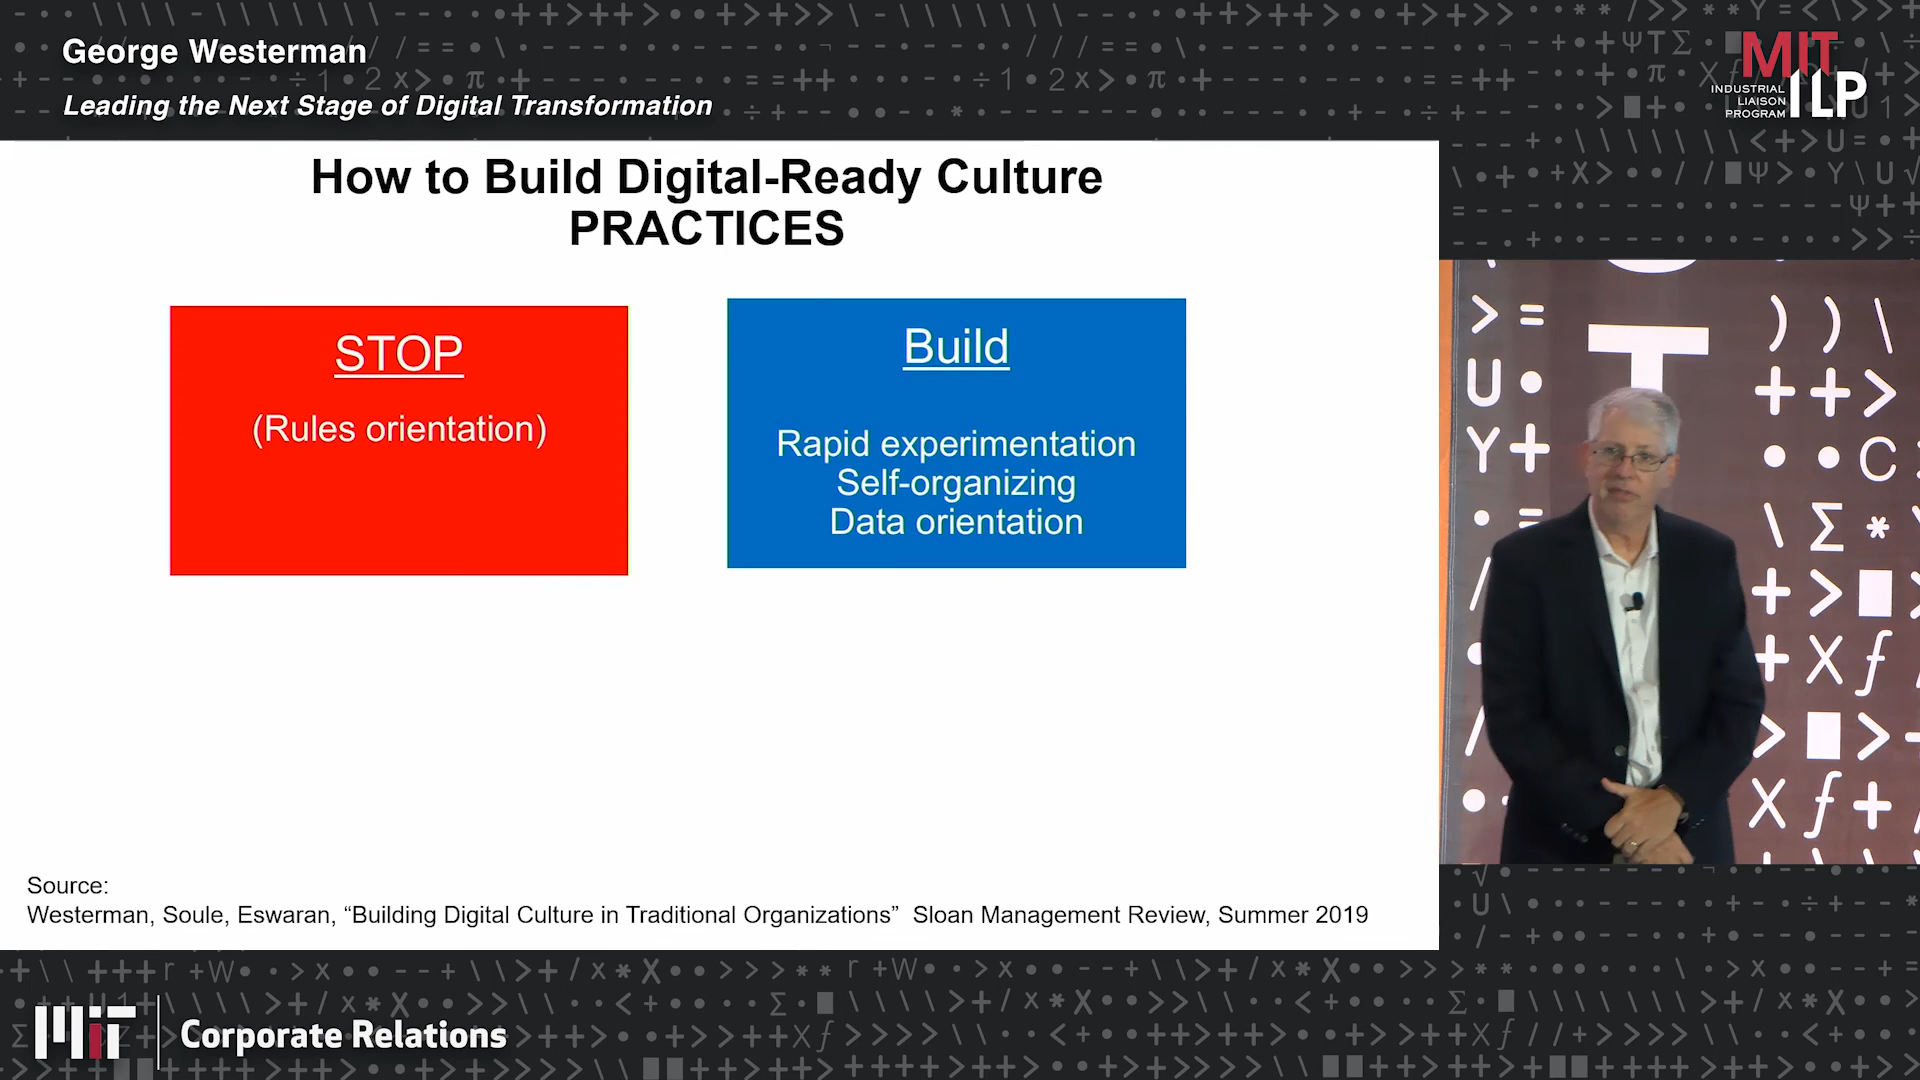 George Westerman
Leading the Next Stage of Digital Transformation
MIT
INDUSTRIAL
LIAISON
PROGRAM
ILP
How to Build Digital-Ready Culture
PRACTICES
STOP
(Rules orientation)
Build
Rapid experimentation
Self-organizing
Data orientation
Source:
Westerman, Soule, Eswaran, “Building Digital Culture in Traditional Organizations”  Sloan Management Review, Summer 2019
MIT
Corporate Relations